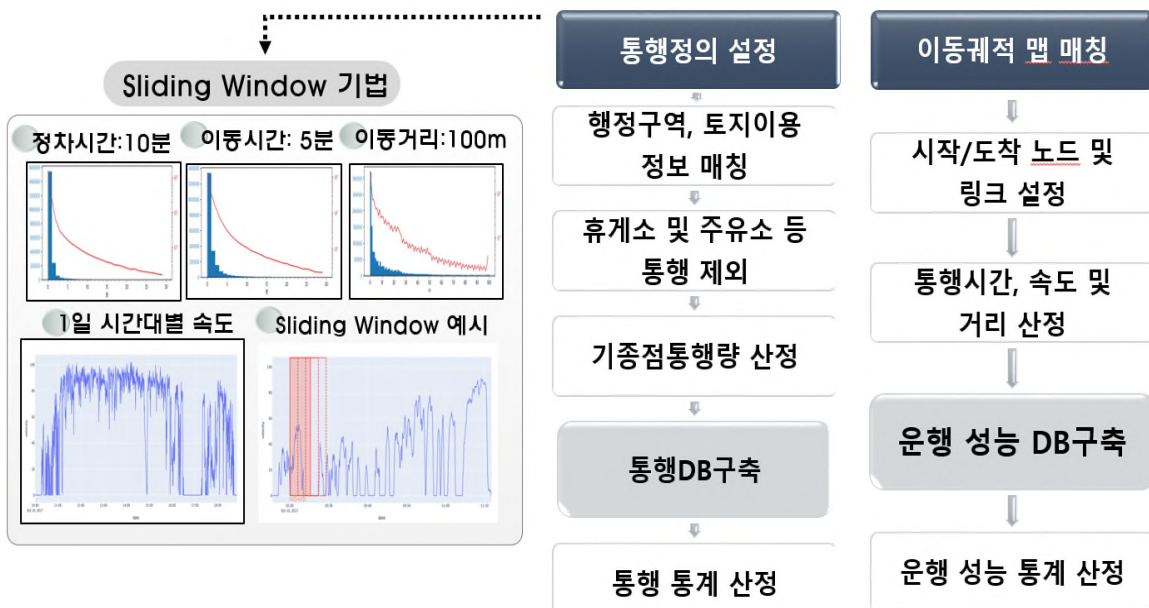 Sliding Window 기법
정차시간:10분
이동시간: 5분
이동거리:100m
1일 시간대별 속도
Sliding Window 예시
통행정의 설정
행정구역, 토지이용
정보 매칭
휴게소 및 주유소 등
통행 제외
기종점통행량 산정
통행DB구축
통행 통계 산정
이동궤적 맵 매칭
시작/도착 노드 및
링크 설정
통행시간, 속도 및
거리 산정
운행 성능 DB구축
운행 성능 통계 산정